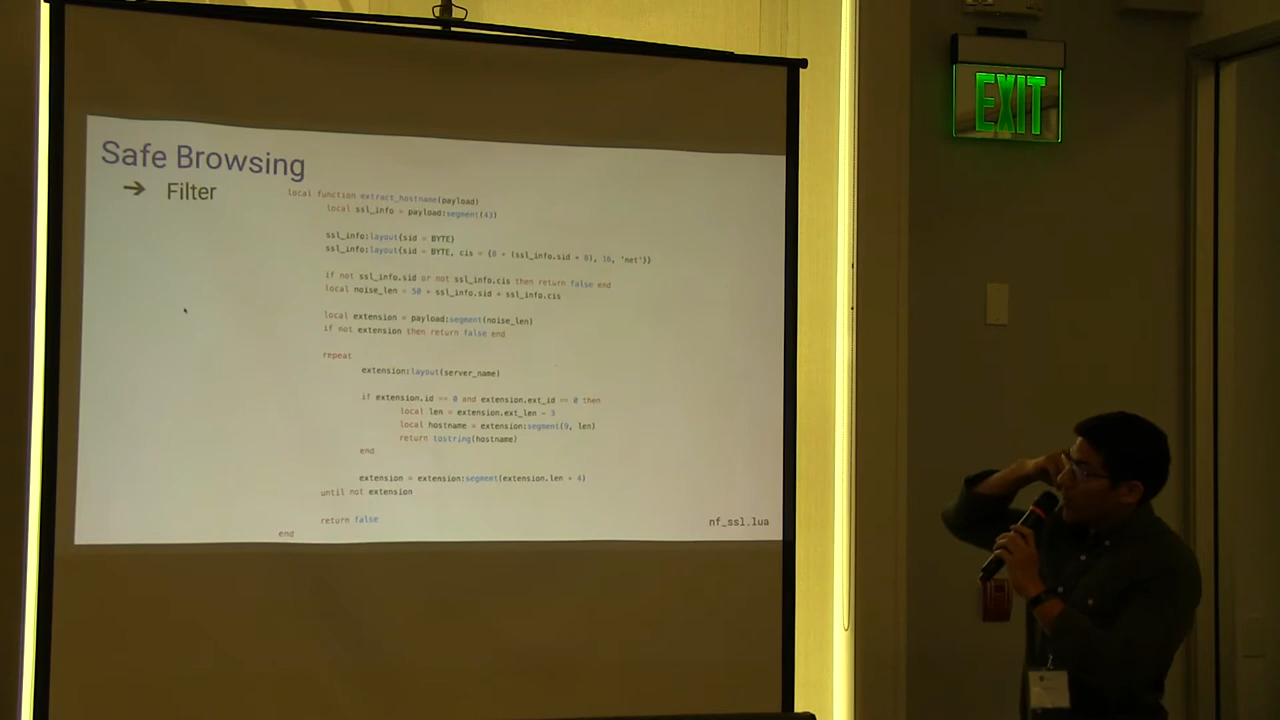 Safe Browsing
➔ Filter
local function extract_hostname(payload)
local ssl_info = payload:segment(43)
ssl_info:layout{sid = BYTE}
ssl_info:layout{sid = BYTE, cis = {8 + (ssl_info.sid * 8), 16, 'net'}}
if not ssl_info.sid or not ssl_info.cis then return false end
local noise_len = 50 + ssl_info.sid + ssl_info.cis
local extension = payload:segment(noise_len)
if not extension then return false end
repeat
extension:layout(server_name)
if extension.id == 0 and extension.ext_id == 0 then
local len = extension.ext_len - 3
local hostname = extension:segment(9, len)
return tostring(hostname)
end
extension = extension:segment(extension.len + 4)
until not extension
return false
end
nf_ssl.lua
EXIT